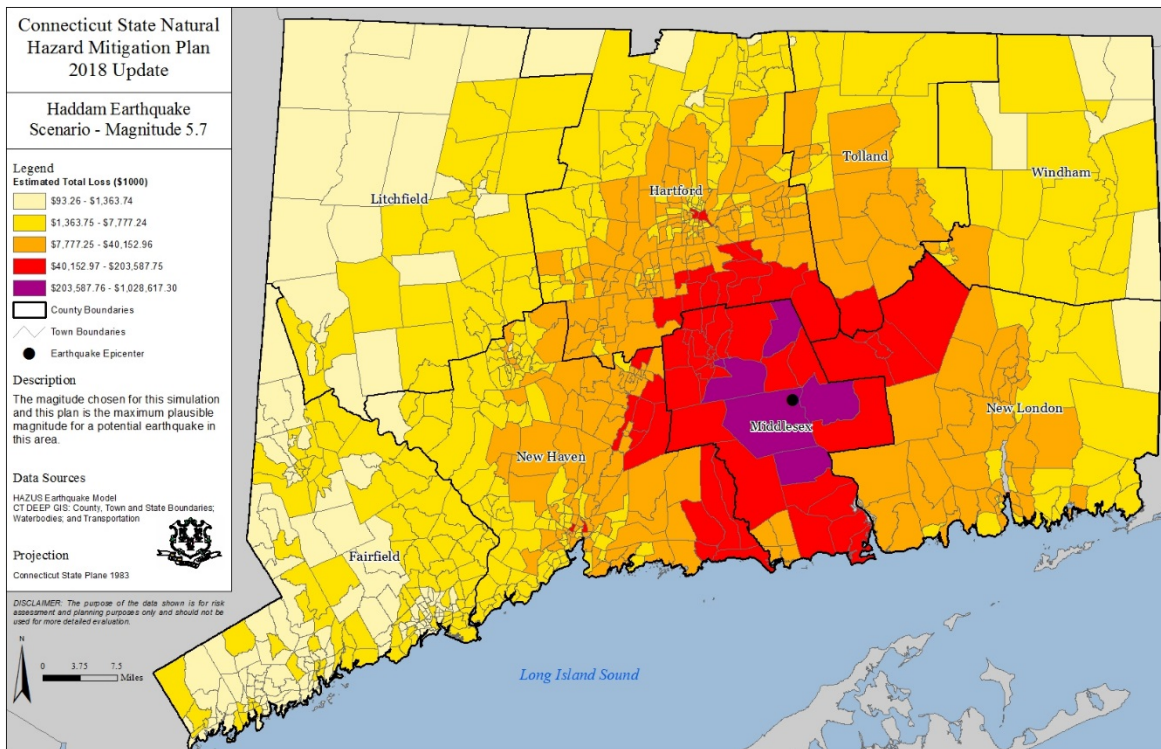 Connecticut State Natural
Hazard Mitigation Plan
2018 Update
Haddam Earthquake
Scenario - Magnitude 5.7
Legend
Estimated Total Loss ($1000)
$93.26 - $1,363.74
$1,363.75 - $7,777.24
$7,777.25 - $40,152.96
$40,152.97 - $203,587.75
$203,587.76 - $1,028,617.30
County Boundaries
Town Boundaries
Earthquake Epicenter
Description
The magitude chosen for this simulation
and this plan is the maximum plausible
magnitude for a potential earthquake in
this area.
Data Sources
HAZUS Earthquake Model
CT DEEP GIS: County, Town and State Boundaries;
Waterbodies; and Transportation
Projection
Connecticut State Plane 1983
DISCLAIMER: The purpose of the data shown is for risk
assessment and planning purposes only and should not be
used for more detailed evaluation.
N
0 3.75 7.5
Miles
Litchfield
Hartford
Tolland
Windham
New Haven
Middlesex
New London
Fairfield
Long Island Sound